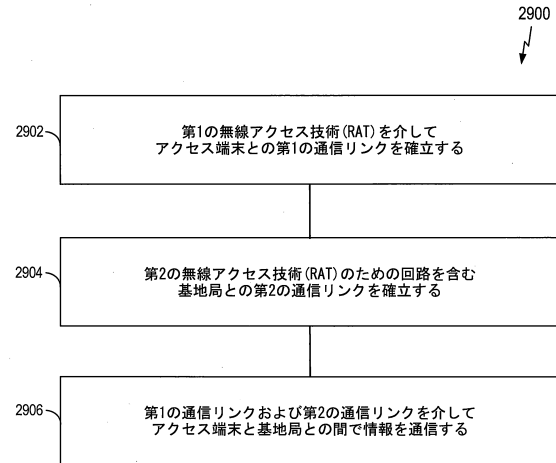 2900
2902
第1の無線アクセス技術(RAT)を介して
アクセス端末との第1の通信リンクを確立する
2904
第2の無線アクセス技術(RAT)のための回路を含む
基地局との第2の通信リンクを確立する
2906
第1の通信リンクおよび第2の通信リンクを介して
アクセス端末と基地局との間で情報を通信する